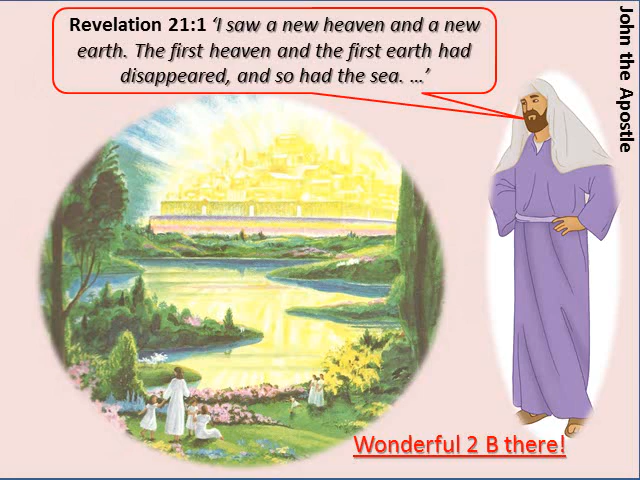 Revelation 21:1 ‘I saw a new heaven and a new
earth. The first heaven and the first earth had
disappeared, and so had the sea. …’
John the Apostle
Wonderful 2 B there!